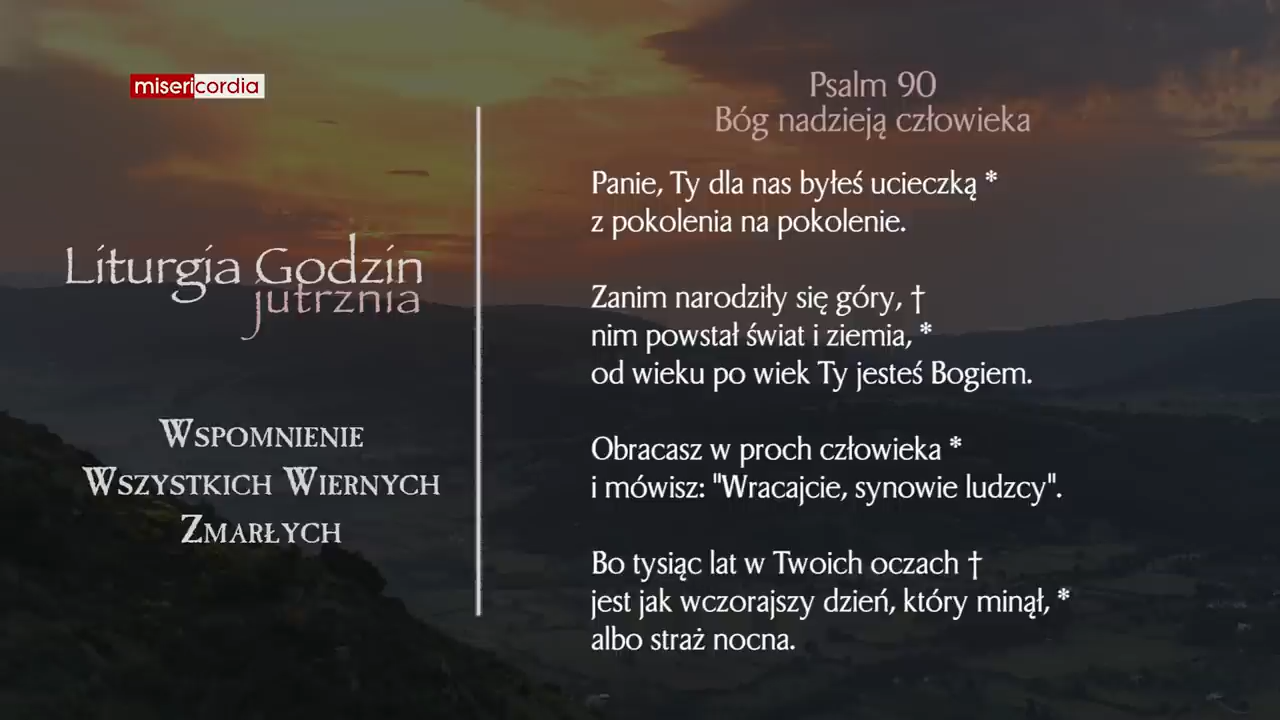 misericordia
Liturgia Godzin
jutrznia
Wspomnienie
Wszystkich Wiernych
Zmarłych
Psalm 90
Bóg nadzieją człowieka
Panie, Ty dla nas byłeś ucieczką *
z pokolenia na pokolenie.
Zanim narodziły się góry, †
nim powstał świat i ziemia, *
od wieku po wiek Ty jesteś Bogiem.
Obracasz w proch człowieka *
i mówisz: "Wracajcie, synowie ludzcy".
Bo tysiąc lat w Twoich oczach †
jest jak wczorajszy dzień, który minął, *
albo straż nocna.